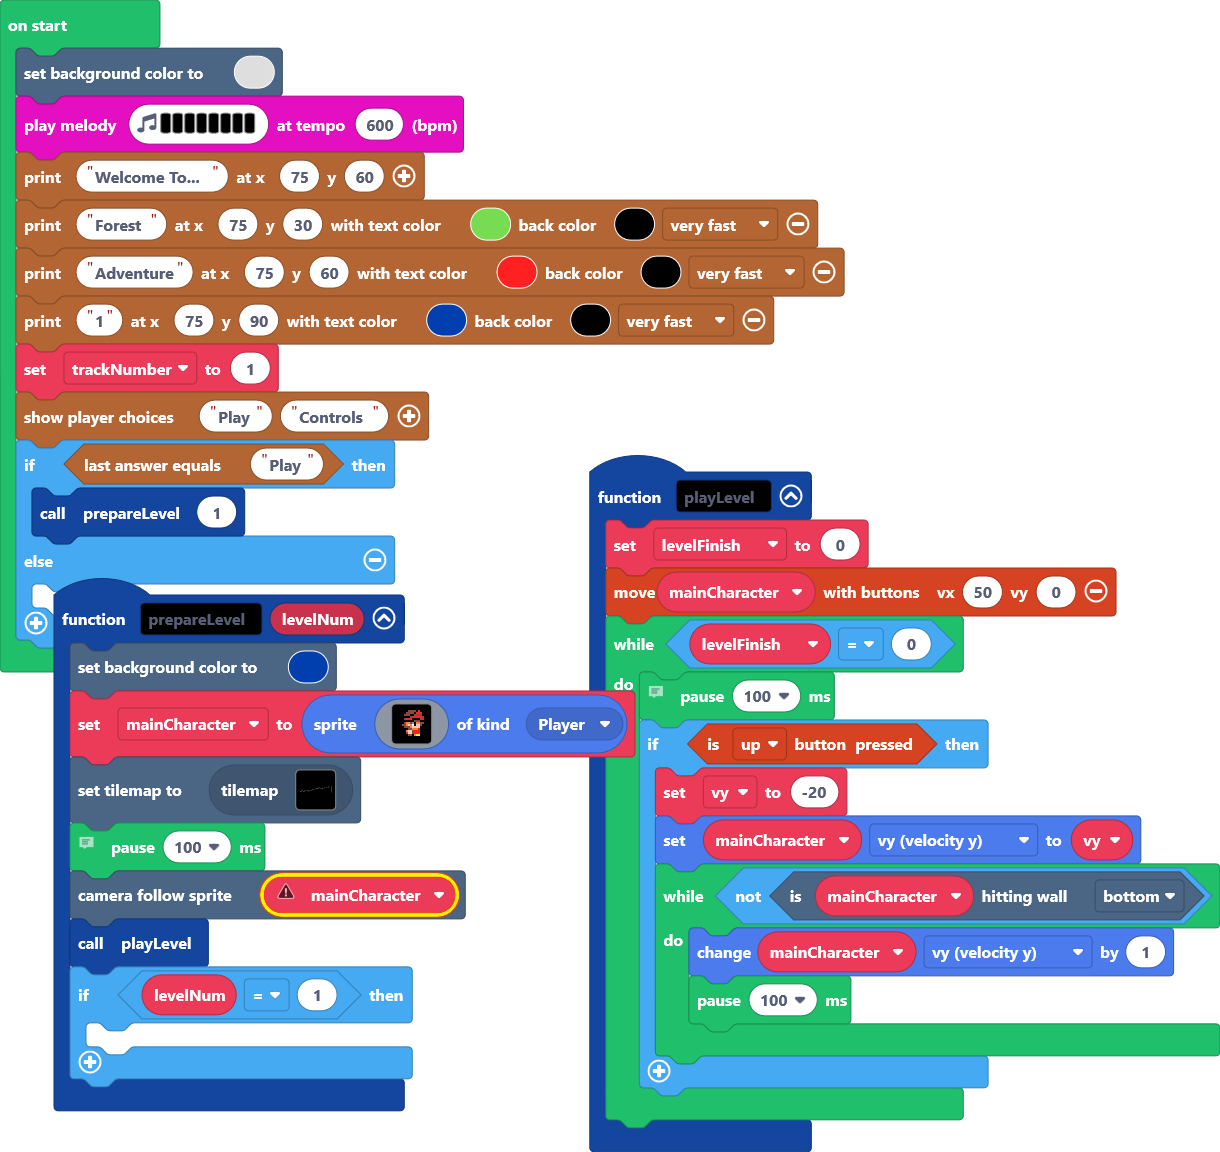 on start
set background color to
play melody at tempo 600 (bpm)
print "Welcome To... " at x 75 y 60
print "Forest " at x 75 y 30 with text color back color very fast
print "Adventure " at x 75 y 60 with text color back color very fast
print "1 " at x 75 y 90 with text color back color very fast
set trackNumber to 1
show player choices "Play " "Controls "
if last answer equals "Play " then
call prepareLevel 1
else
function prepareLevel levelNum
set background color to
set mainCharacter to sprite of kind Player
set tilemap to tilemap
pause 100 ms
camera follow sprite mainCharacter
call playLevel
if levelNum = 1 then
function playLevel
set levelFinish to 0
move mainCharacter with buttons vx 50 vy 0
while levelFinish = 0
do
pause 100 ms
if is up button pressed then
set vy to -20
set mainCharacter vy (velocity y) to vy
while not is mainCharacter hitting wall bottom
do
change mainCharacter vy (velocity y) by 1
pause 100 ms